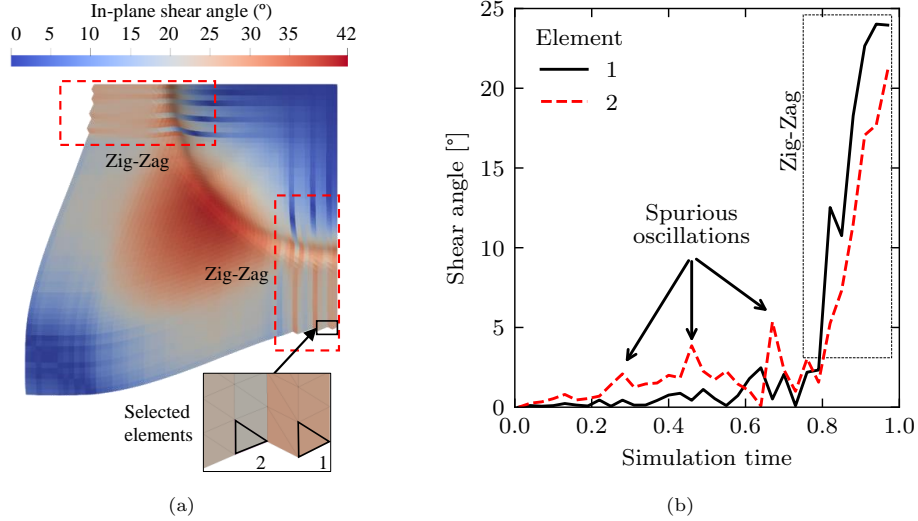 In-plane shear angle (º)
0 5 10 15 20 25 30 35 42
Zig-Zag
Zig-Zag
Selected
elements
2 1
(a)
Shear angle [°]
25
20
15
10
5
0
0.0 0.2 0.4 0.6 0.8 1.0
Simulation time
Element
1
2
Spurious
oscillations
Zig-Zag
(b)